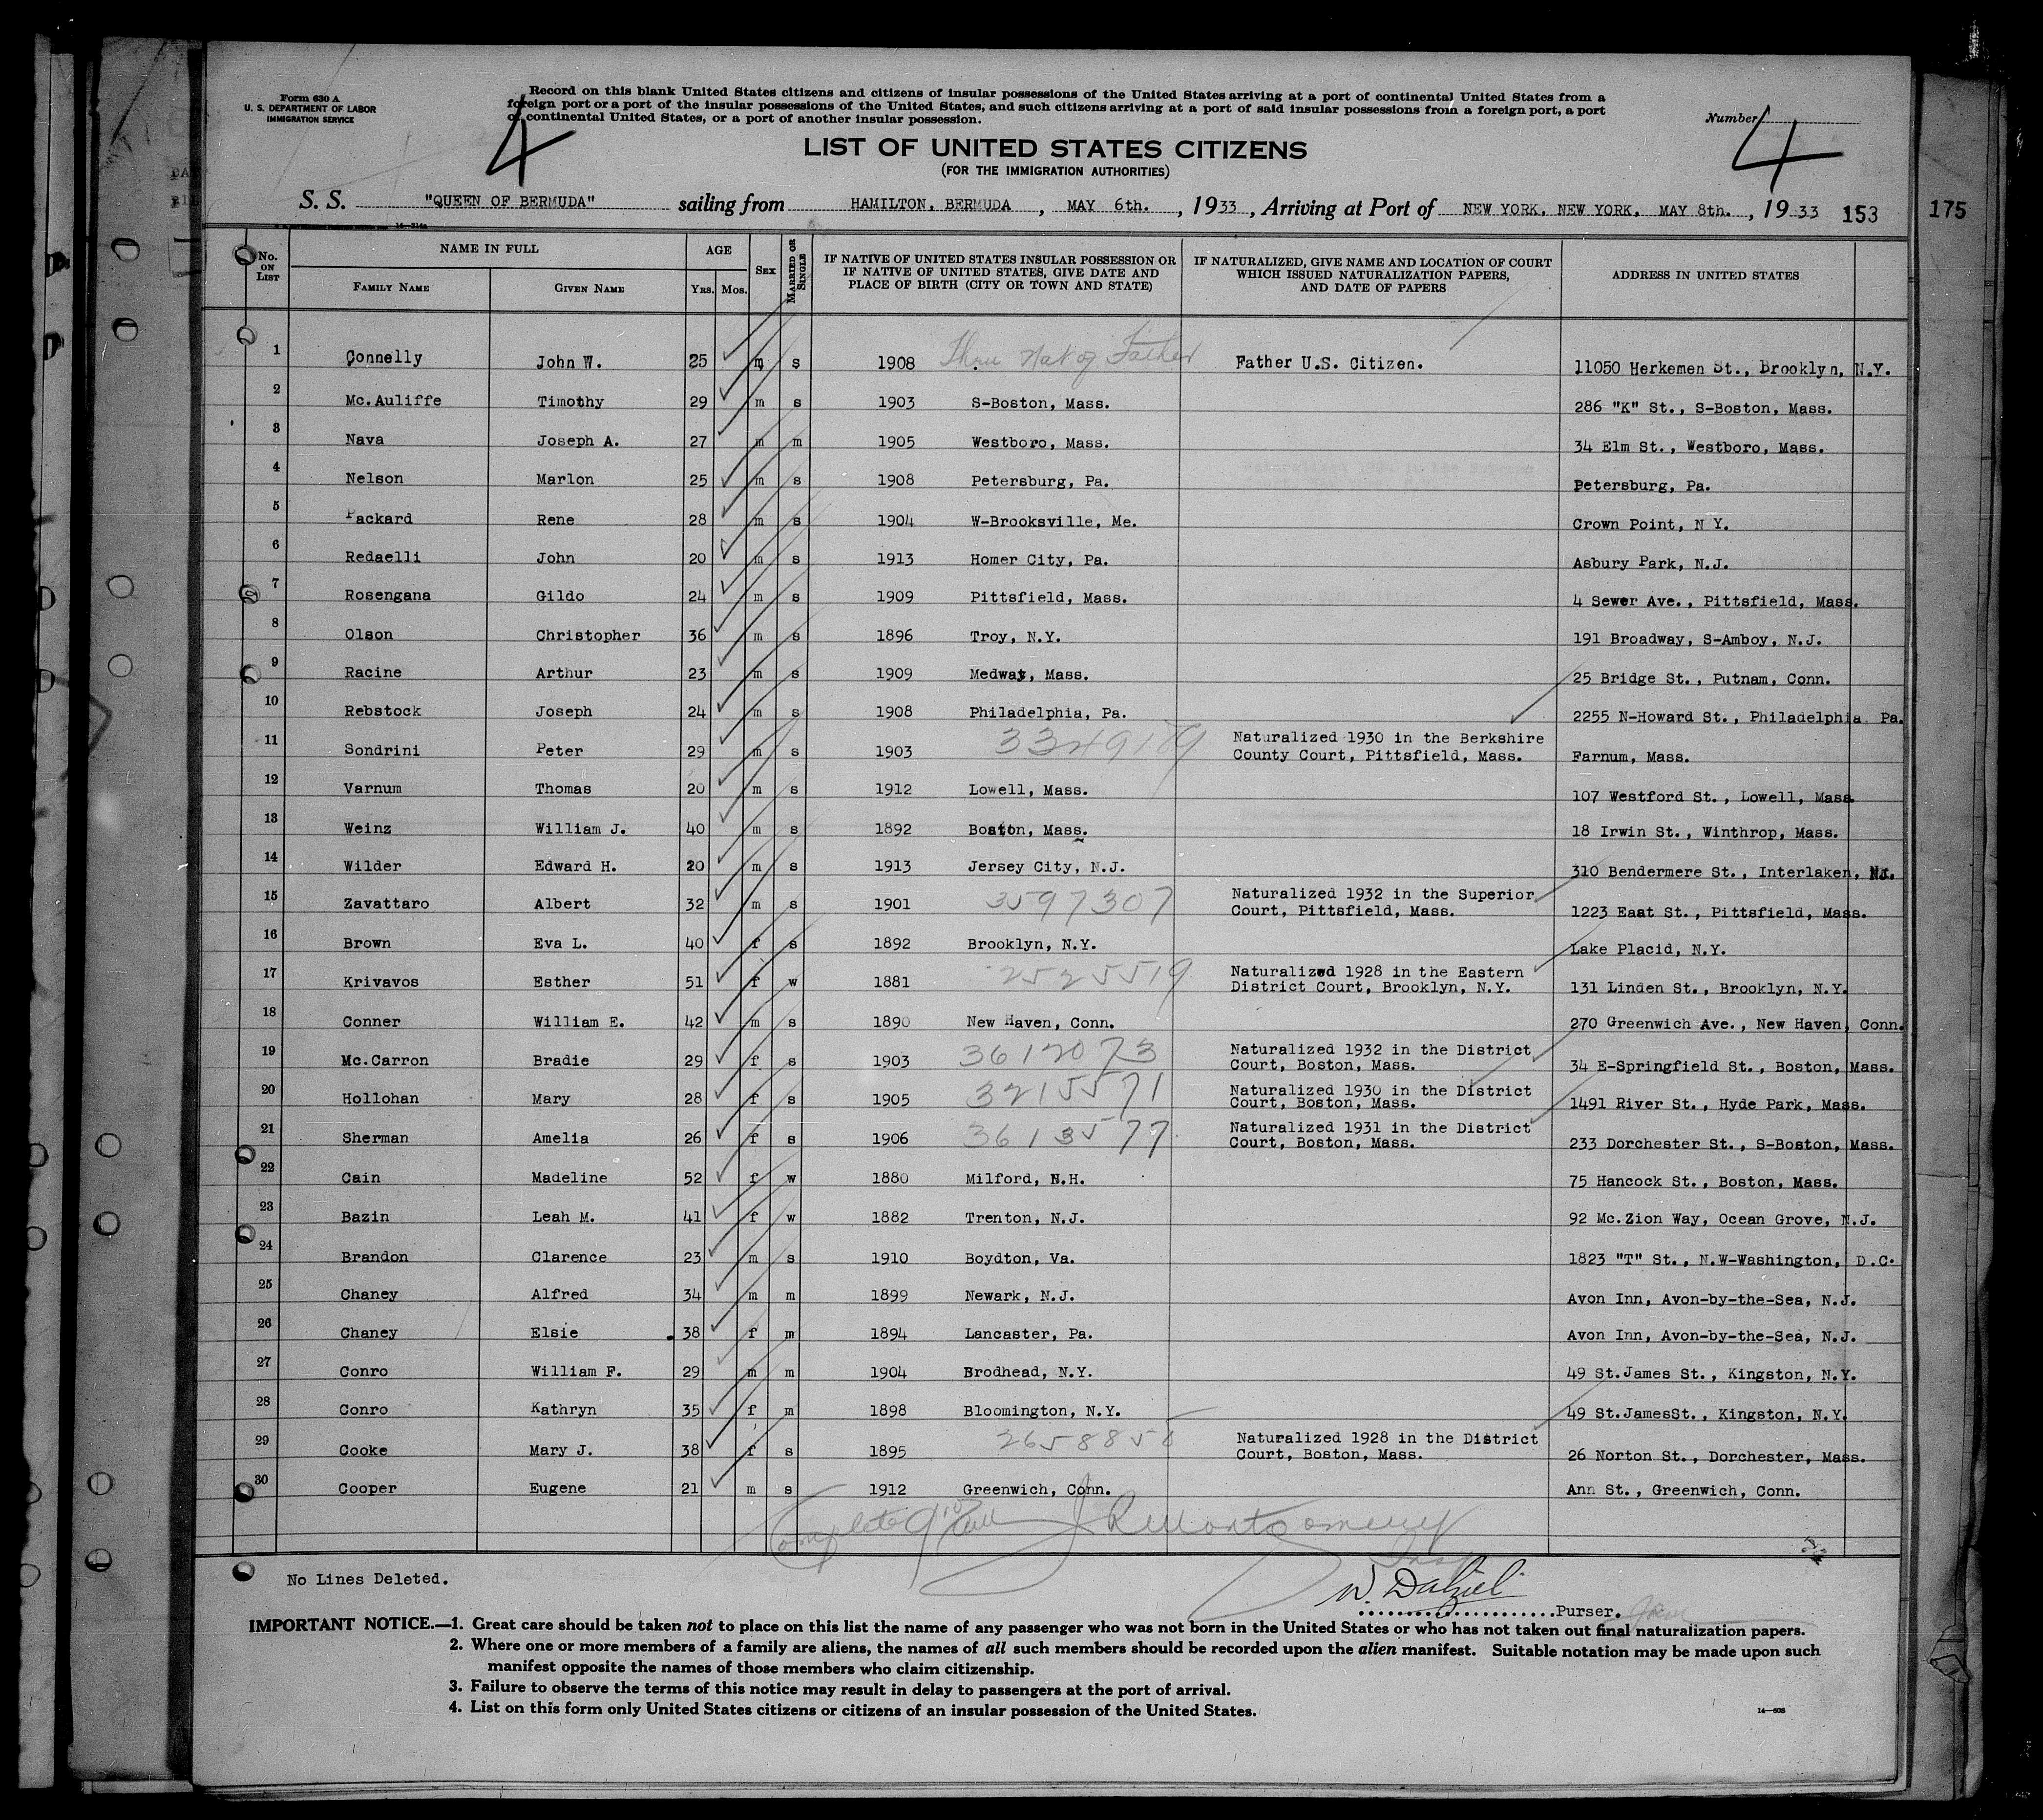 Form 630 A
U. S. DEPARTMENT OF LABOR
IMMIGRATION SERVICE
Record on this blank United States citizens and citizens of insular possessions of the United States arriving at a port of continental United States from a
foreign port or a port of the insular possessions of the United States, and such citizens arriving at a port of said insular possessions from a foreign port, a port
of continental United States, or a port of another insular possession.
Number
4
4
LIST OF UNITED STATES CITIZENS
(FOR THE IMMIGRATION AUTHORITIES)
S. S. "QUEEN OF BERMUDA" sailing from HAMILTON, BERMUDA, MAY 6th., 1933, Arriving at Port of NEW YORK, NEW YORK, MAY 8th., 1933 153 175
No. ON LIST NAME IN FULL AGE SEX MARRIED OR SINGLE IF NATIVE OF UNITED STATES INSULAR POSSESSION OR IF NATIVE OF UNITED STATES, GIVE DATE AND PLACE OF BIRTH (CITY OR TOWN AND STATE) IF NATURALIZED, GIVE NAME AND LOCATION OF COURT WHICH ISSUED NATURALIZATION PAPERS, AND DATE OF PAPERS ADDRESS IN UNITED STATES
FAMILY NAME GIVEN NAME YRS. MOS.
1 Connelly John W. 25 m s 1908 Thru Nat of Father Father U.S. Citizen. 11050 Herkemen St., Brooklyn, N.Y.
2 Mc.Auliffe Timothy 29 m s 1903 S-Boston, Mass. 286 "K" St., S-Boston, Mass.
3 Nava Joseph A. 27 m m 1905 Westboro, Mass. 34 Elm St., Westboro, Mass.
4 Nelson Marlon 25 m s 1908 Petersburg, Pa. Petersburg, Pa.
5 Packard Rene 28 m s 1904 W-Brooksville, Me. Crown Point, N Y.
6 Redaelli John 20 m s 1913 Homer City, Pa. Asbury Park, N.J.
7 Rosengana Gildo 24 m s 1909 Pittsfield, Mass. 4 Sewer Ave., Pittsfield, Mass.
8 Olson Christopher 36 m s 1896 Troy, N.Y. 191 Broadway, S-Amboy, N.J.
9 Racine Arthur 23 m s 1909 Medway, Mass. 25 Bridge St., Putnam, Conn.
10 Rebstock Joseph 24 m s 1908 Philadelphia, Pa. 2255 N-Howard St., Philadelphia Pa.
11 Sondrini Peter 29 m s 1903 Naturalized 1930 in the Berkshire
County Court, Pittsfield, Mass. Farnum, Mass.
12 Varnum Thomas 20 m s 1912 Lowell, Mass. 107 Westford St., Lowell, Mass.
13 Weinz William J. 40 m s 1892 Boston, Mass. 18 Irwin St., Winthrop, Mass.
14 Wilder Edward H. 20 m s 1913 Jersey City, N.J. 310 Bendermere St., Interlaken, NJ.
15 Zavattaro Albert 32 m s 1901 3597307 Naturalized 1932 in the Superior
Court, Pittsfield, Mass. 1223 Eaat St., Pittsfield, Mass.
16 Brown Eva L. 40 f s 1892 Brooklyn, N.Y. Lake Placid, N.Y.
17 Krivavos Esther 51 f w 1881 2525519 Naturalized 1928 in the Eastern
District Court, Brooklyn, N.Y. 131 Linden St., Brooklyn, N.Y.
18 Conner William E. 42 m s 1890 New Haven, Conn. 270 Greenwich Ave., New Haven, Conn.
19 Mc.Carron Bradie 29 f s 1903 3612073 Naturalized 1932 in the District
Court, Boston, Mass. 34 E-Springfield St., Boston, Mass.
20 Hollohan Mary 28 f s 1905 3215571 Naturalized 1930 in the District
Court, Boston, Mass. 1491 River St., Hyde Park, Mass.
21 Sherman Amelia 26 f s 1906 3613577 Naturalized 1931 in the District
Court, Boston, Mass. 233 Dorchester St., S-Boston, Mass.
22 Cain Madeline 52 f w 1880 Milford, N.H. 75 Hancock St., Boston, Mass.
23 Bazin Leah M. 41 f w 1882 Trenton, N.J. 92 Mc.Zion Way, Ocean Grove, N.J.
24 Brandon Clarence 23 m s 1910 Boydton, Va. 1823 "T" St., N.W-Washington, D.C.
25 Chaney Alfred 34 m m 1899 Newark, N.J. Avon Inn, Avon-by-the-Sea, N.J.
26 Chaney Elsie 38 f m 1894 Lancaster, Pa. Avon Inn, Avon-by-the-Sea, N.J.
27 Conro William F. 29 m m 1904 Brodhead, N.Y. 49 St.James St., Kingston, N.Y.
28 Conro Kathryn 35 f m 1898 Bloomington, N.Y. 49 St.JamesSt., Kingston, N.Y.
29 Cooke Mary J. 38 f s 1895 Naturalized 1928 in the District
Court, Boston, Mass. 26 Norton St., Dorchester, Mass.
30 Cooper Eugene 21 m s 1912 Greenwich, Conn. Ann St., Greenwich, Conn.
Completed J R Montgomery
Insp
No Lines Deleted.
W. Dalziel
Purser.
IMPORTANT NOTICE.—1. Great care should be taken not to place on this list the name of any passenger who was not born in the United States or who has not taken out final naturalization papers.
2. Where one or more members of a family are aliens, the names of all such members should be recorded upon the alien manifest. Suitable notation may be made upon such
manifest opposite the names of those members who claim citizenship.
3. Failure to observe the terms of this notice may result in delay to passengers at the port of arrival.
4. List on this form only United States citizens or citizens of an insular possession of the United States.